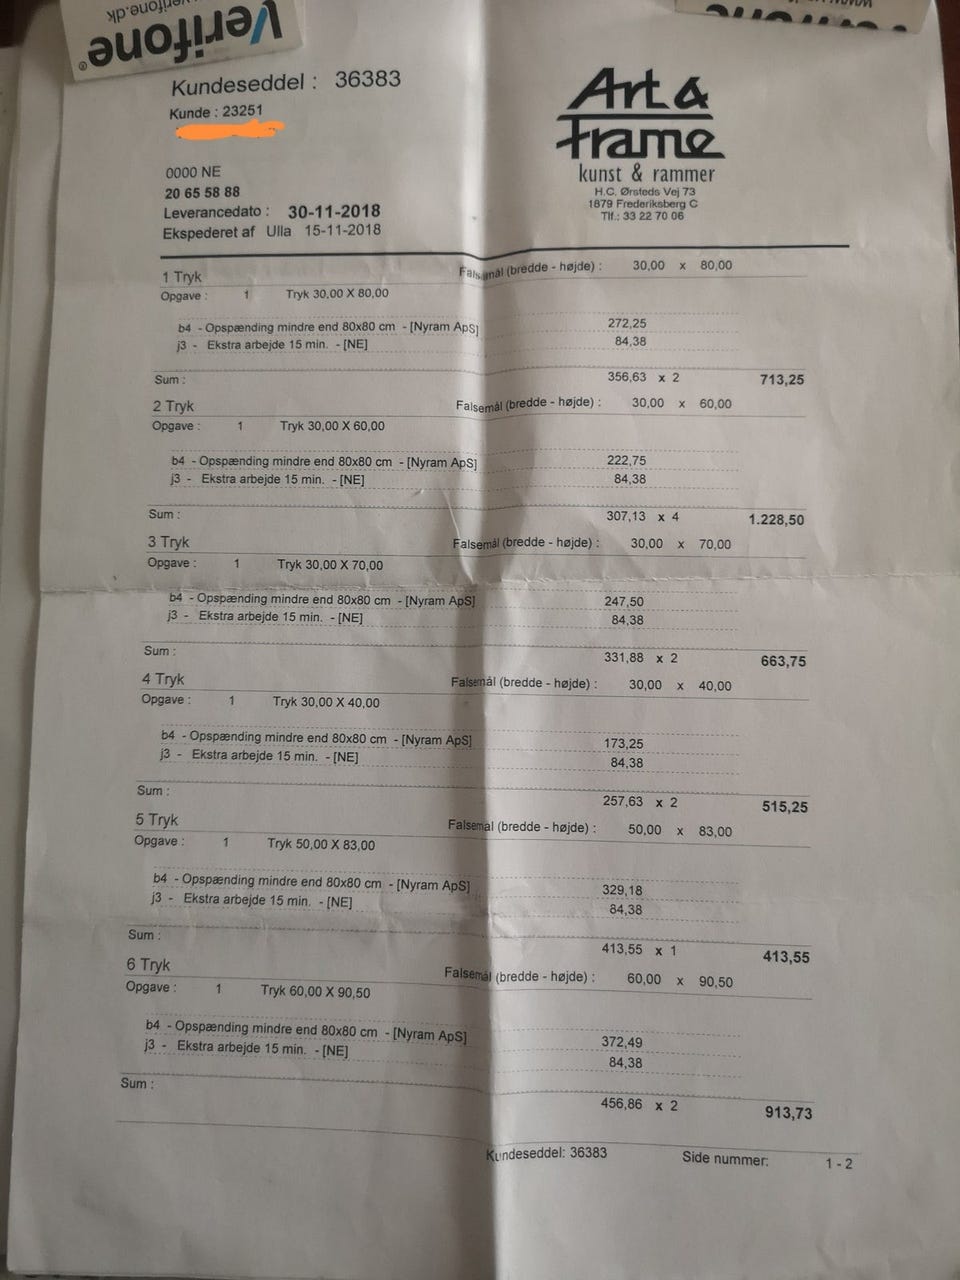 verifone.dk
Verifone®
Verifone
Kundeseddel : 36383
Kunde : 23251
0000 NE
20 65 58 88
Leverancedato : 30-11-2018
Ekspederet af Ulla 15-11-2018
Art &
Frame
kunst & rammer
H.C. Ørsteds Vej 73
1879 Frederiksberg C
Tlf.: 33 22 70 06
1 Tryk Falsemål (bredde - højde) : 30,00 x 80,00
Opgave : 1 Tryk 30,00 X 80,00
b4 - Opspænding mindre end 80x80 cm - [Nyram ApS] 272,25
j3 - Ekstra arbejde 15 min. - [NE] 84,38
Sum : 356,63 x 2 713,25
2 Tryk Falsemål (bredde - højde) : 30,00 x 60,00
Opgave : 1 Tryk 30,00 X 60,00
b4 - Opspænding mindre end 80x80 cm - [Nyram ApS] 222,75
j3 - Ekstra arbejde 15 min. - [NE] 84,38
Sum : 307,13 x 4 1.228,50
3 Tryk Falsemål (bredde - højde) : 30,00 x 70,00
Opgave : 1 Tryk 30,00 X 70,00
b4 - Opspænding mindre end 80x80 cm - [Nyram ApS] 247,50
j3 - Ekstra arbejde 15 min. - [NE] 84,38
Sum : 331,88 x 2 663,75
4 Tryk Falsemål (bredde - højde) : 30,00 x 40,00
Opgave : 1 Tryk 30,00 X 40,00
b4 - Opspænding mindre end 80x80 cm - [Nyram ApS] 173,25
j3 - Ekstra arbejde 15 min. - [NE] 84,38
Sum : 257,63 x 2 515,25
5 Tryk Falsemål (bredde - højde) : 50,00 x 83,00
Opgave : 1 Tryk 50,00 X 83,00
b4 - Opspænding mindre end 80x80 cm - [Nyram ApS] 329,18
j3 - Ekstra arbejde 15 min. - [NE] 84,38
Sum : 413,55 x 1 413,55
6 Tryk Falsemål (bredde - højde) : 60,00 x 90,50
Opgave : 1 Tryk 60,00 X 90,50
b4 - Opspænding mindre end 80x80 cm - [Nyram ApS] 372,49
j3 - Ekstra arbejde 15 min. - [NE] 84,38
Sum : 456,86 x 2 913,73
Kundeseddel: 36383 Side nummer: 1 - 2